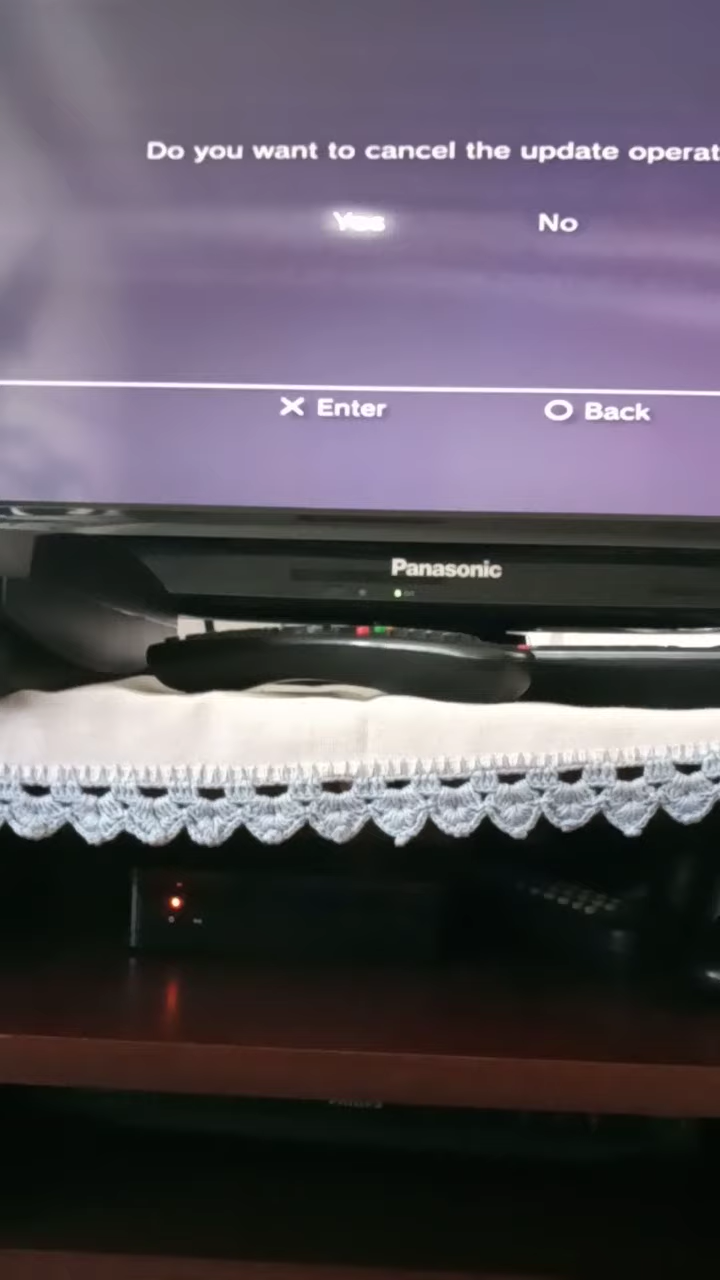 Do you want to cancel the update operat
Yes No
X Enter O Back
Panasonic